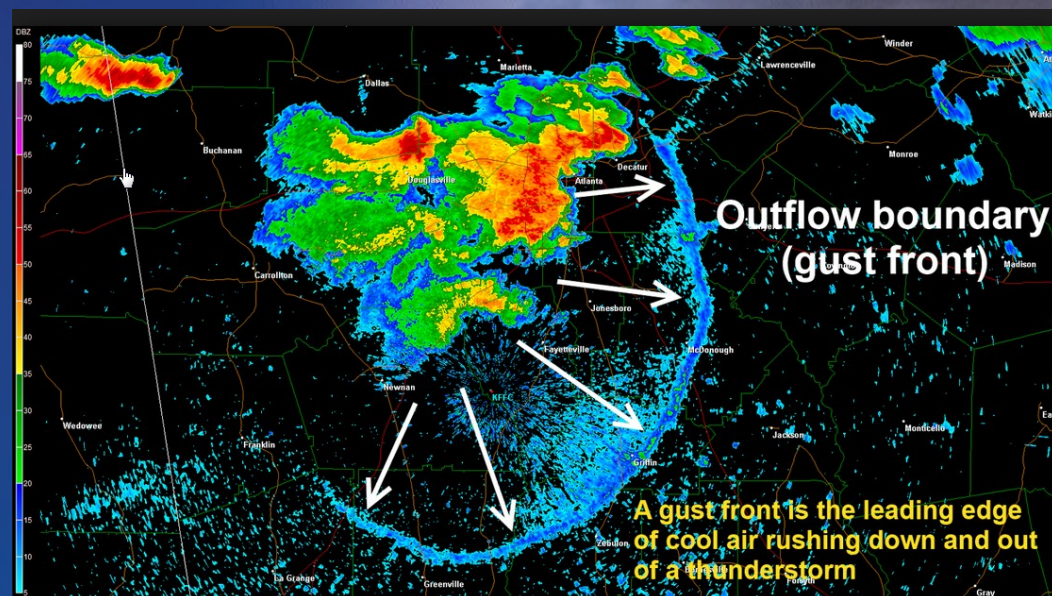 DBZ
80
75
70
65
60
55
50
45
40
35
30
25
20
15
10
5
Winder
Lawrenceville
Marietta
Dallas
Buchanan
Monroe
Decatur
Douglasville
Atlanta
Outflow boundary
(gust front)
Madison
Carrollton
Jonesboro
McDonough
Fayetteville
Newnan
KFFC
Wedowee
Jackson
Monticello
Franklin
Griffin
A gust front is the leading edge
of cool air rushing down and out
of a thunderstorm
Zebulon
La Grange
Greenville
Forsyth
Gray